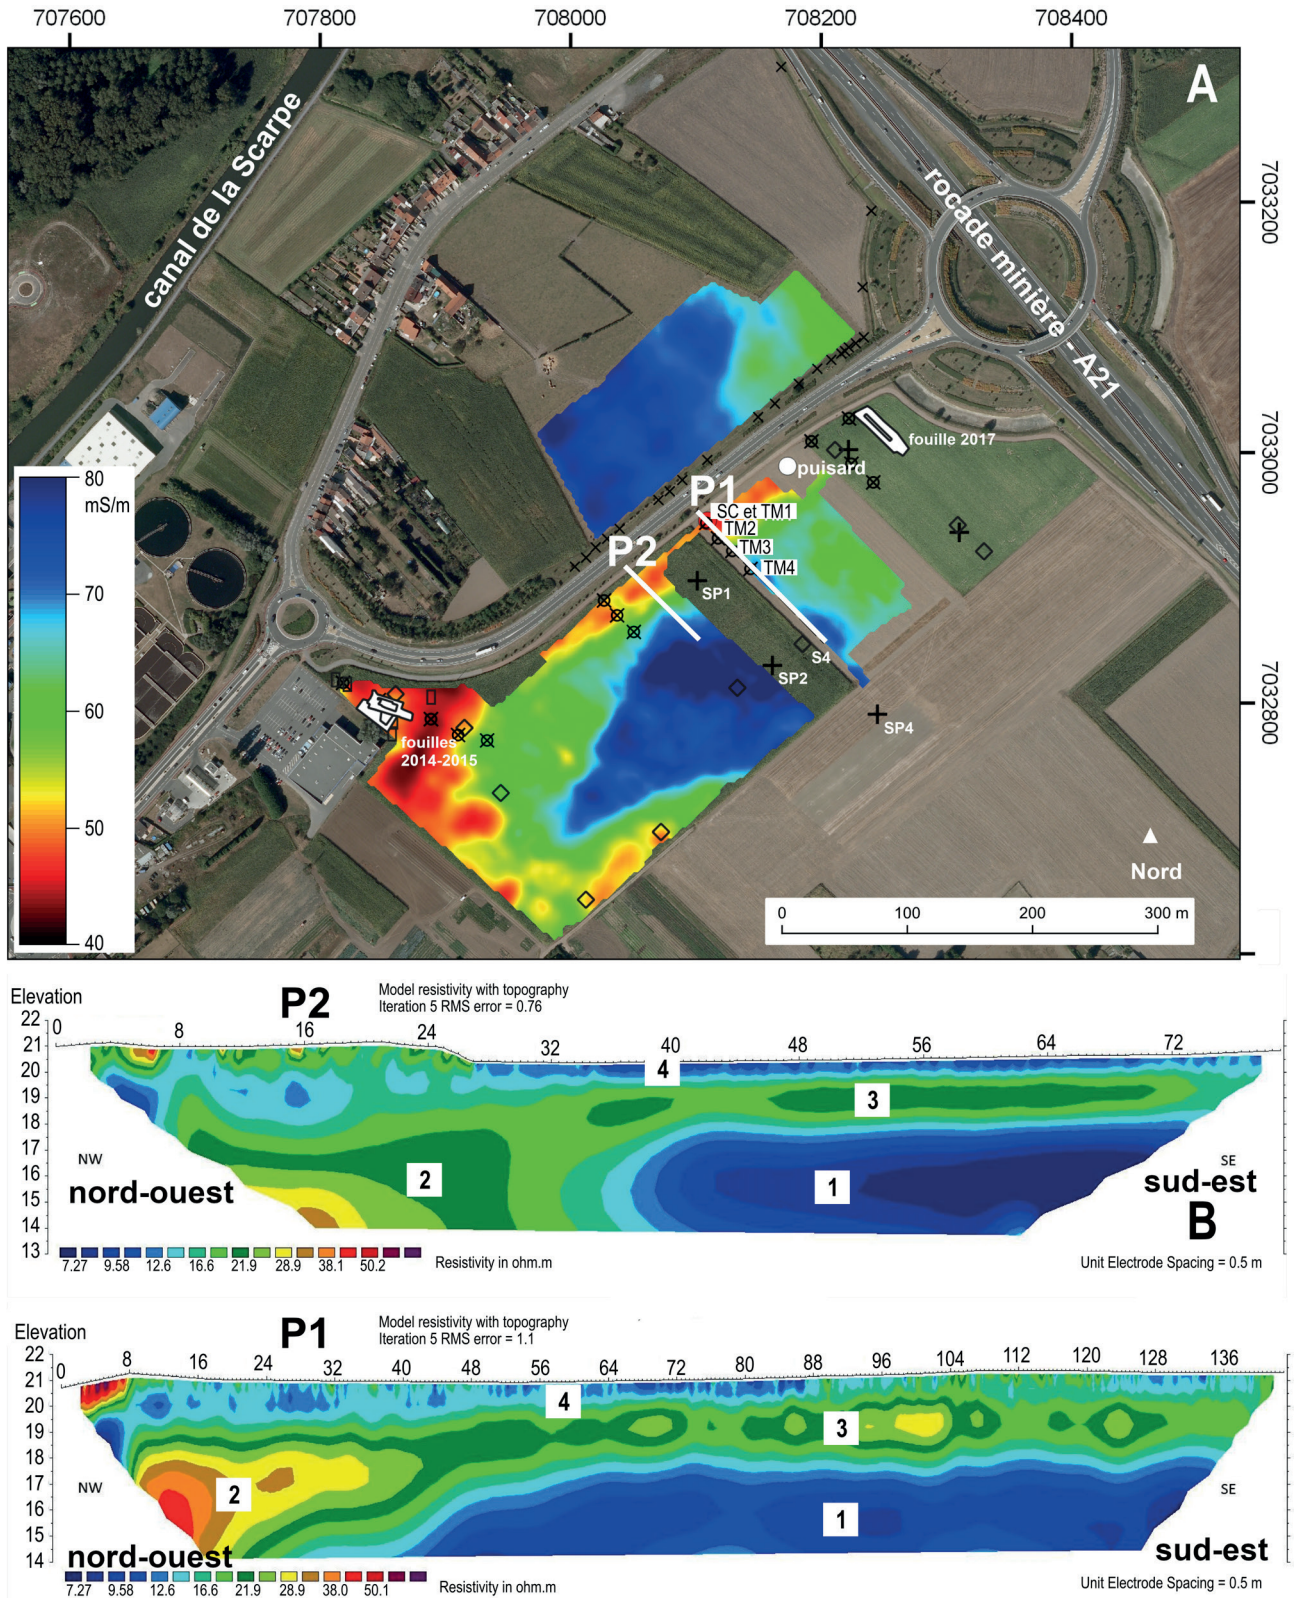 707600 707800 708000 708200 708400
A
canal de la Scarpe
rocade minière - A21
7033200
7033000
7032800
fouille 2017
puisard
P1
SC et TM1
TM2
TM3
TM4
P2
SP1
S4
SP2
SP4
fouilles
2014-2015
80
mS/m
70
60
50
40
Nord
0 100 200 300 m
Elevation
P2
Model resistivity with topography
Iteration 5 RMS error = 0.76
22
21
20
19
18
17
16
15
14
13
0 8 16 24 32 40 48 56 64 72
4
3
2
1
NW
nord-ouest
SE
sud-est
B
7.27 9.58 12.6 16.6 21.9 28.9 38.1 50.2
Resistivity in ohm.m
Unit Electrode Spacing = 0.5 m
Elevation
P1
Model resistivity with topography
Iteration 5 RMS error = 1.1
22
21
20
19
18
17
16
15
14
0 8 16 24 32 40 48 56 64 72 80 88 96 104 112 120 128 136
4
3
2
1
NW
nord-ouest
SE
sud-est
7.27 9.58 12.6 16.6 21.9 28.9 38.0 50.1
Resistivity in ohm.m
Unit Electrode Spacing = 0.5 m